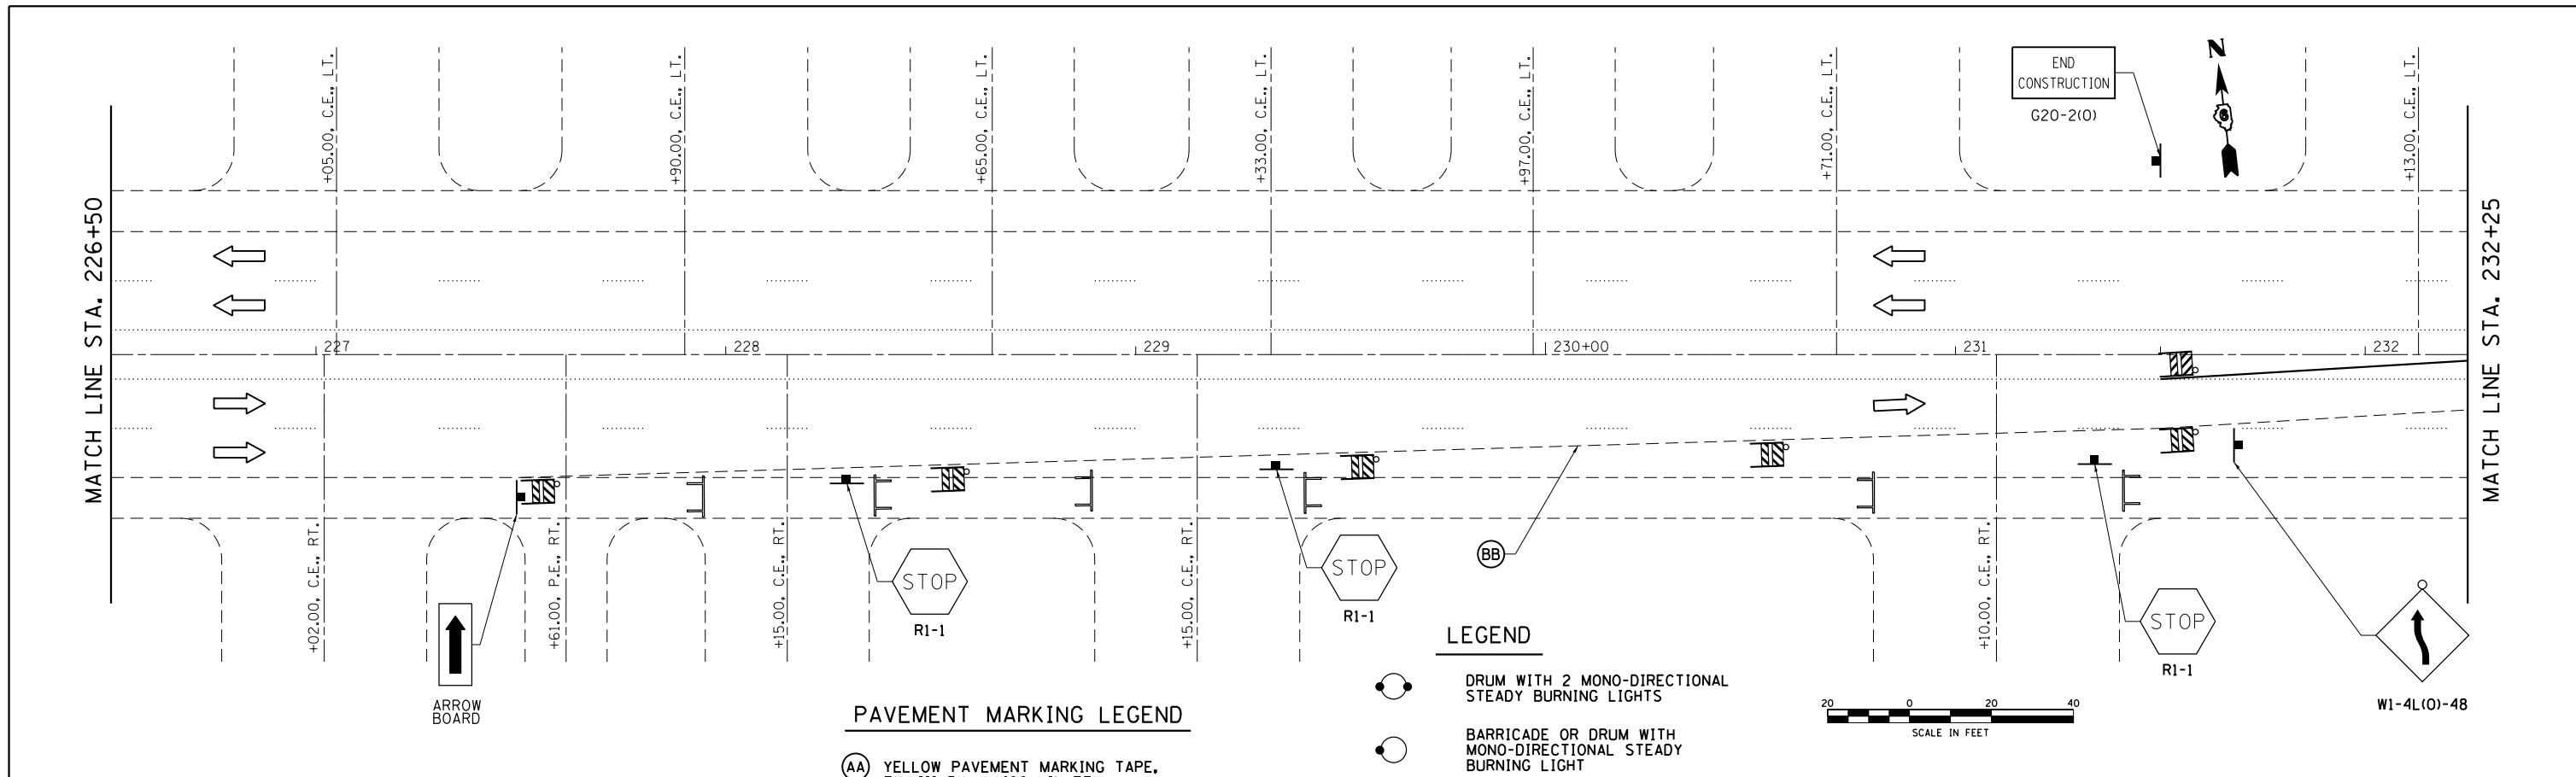 MATCH LINE STA. 226+50
+05.00, C.E., LT.
+90.00, C.E., LT.
+65.00, C.E., LT.
+33.00, C.E., LT.
+97.00, C.E., LT.
+71.00, C.E., LT.
END
CONSTRUCTION
G20-2(O)
N
+13.00, C.E., LT.
MATCH LINE STA. 232+25
227
228
229
230+00
231
232
+02.00, C.E., RT.
+61.00, P.E., RT.
+15.00, C.E., RT.
+15.00, C.E., RT.
+10.00, C.E., RT.
ARROW
BOARD
STOP
R1-1
STOP
R1-1
BB
STOP
R1-1
W1-4L(O)-48
LEGEND
DRUM WITH 2 MONO-DIRECTIONAL
STEADY BURNING LIGHTS
BARRICADE OR DRUM WITH
MONO-DIRECTIONAL STEADY
BURNING LIGHT
20 0 20 40
SCALE IN FEET
PAVEMENT MARKING LEGEND
AA YELLOW PAVEMENT MARKING TAPE,